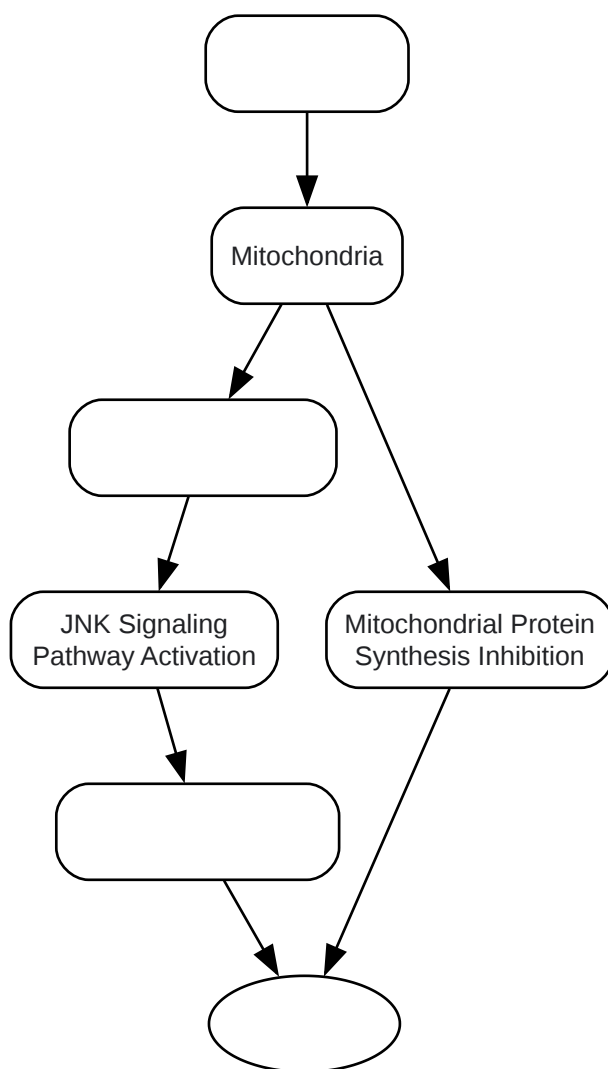 Mitochondria
JNK Signaling
Pathway Activation
Mitochondrial Protein
Synthesis Inhibition